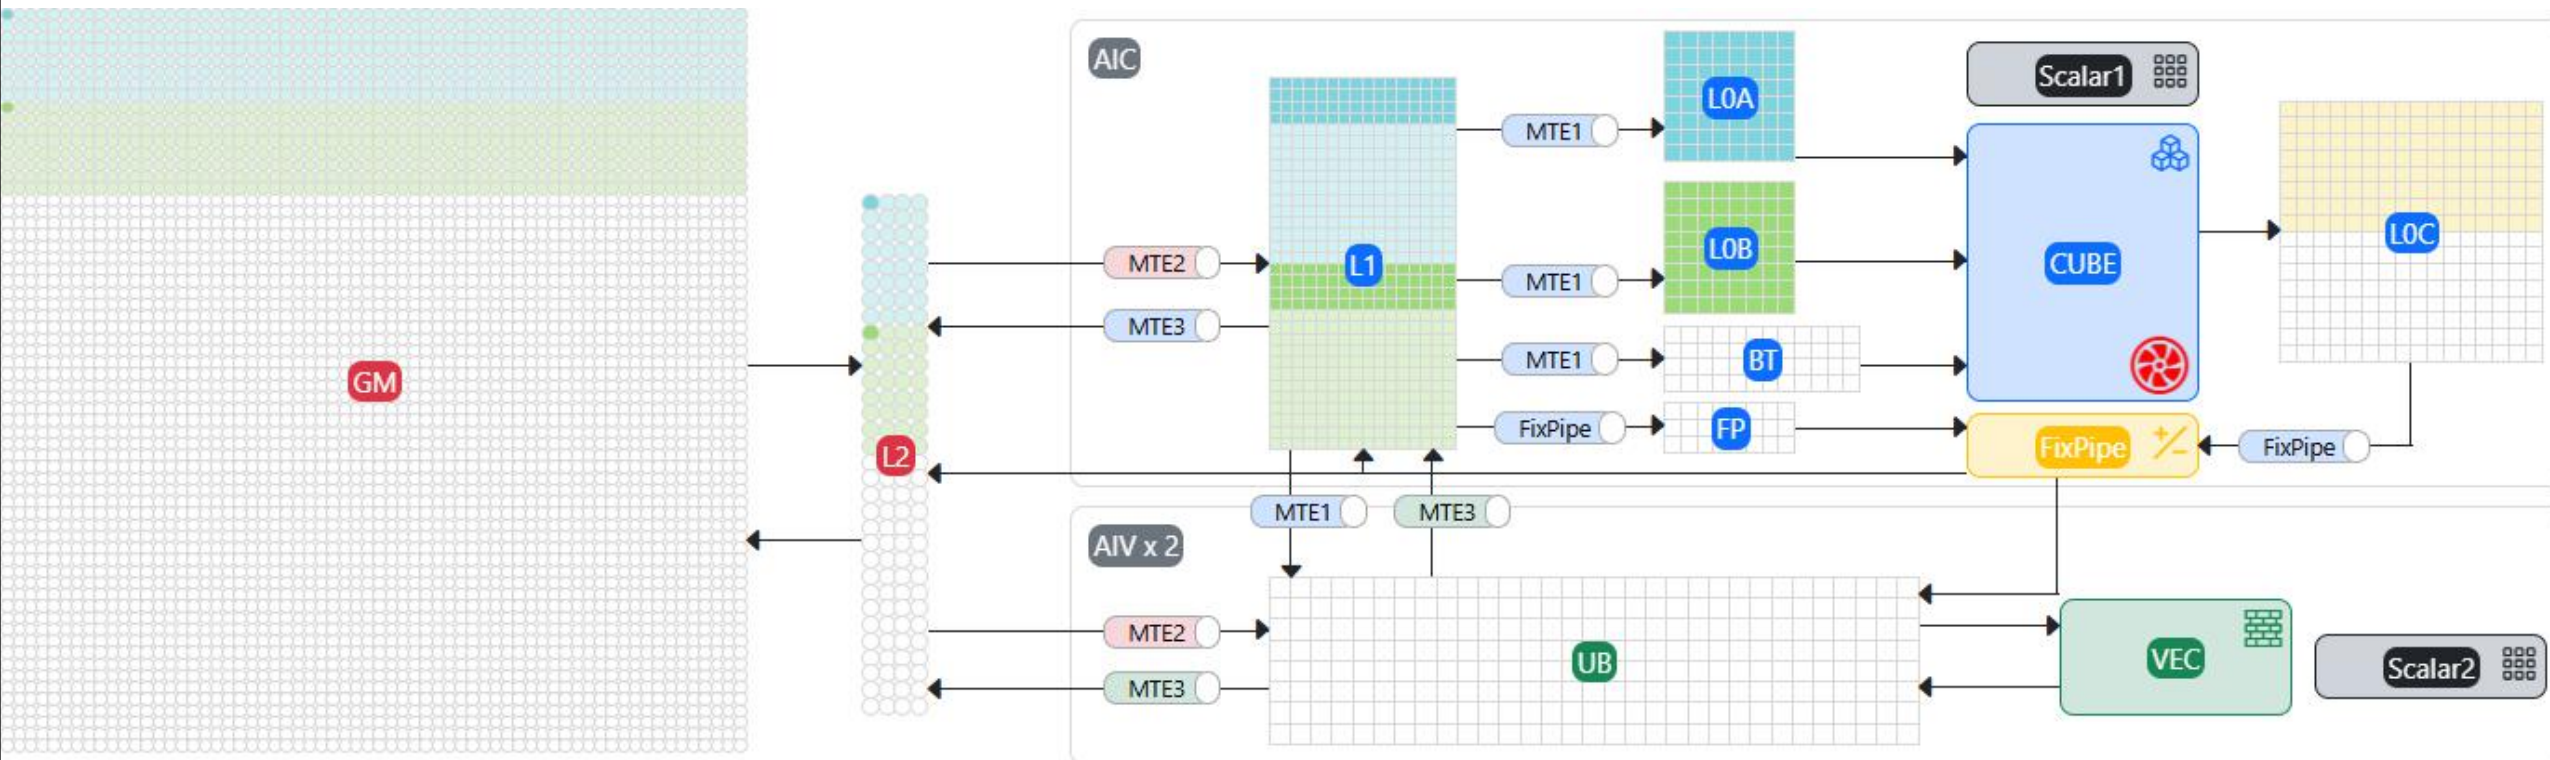 GM
L2
AIC
MTE2
MTE3
L1
MTE1
MTE1
MTE1
FixPipe
L0A
L0B
BT
FP
Scalar1
CUBE
FixPipe
L0C
FixPipe
MTE1
MTE3
AIV x 2
MTE2
MTE3
UB
VEC
Scalar2